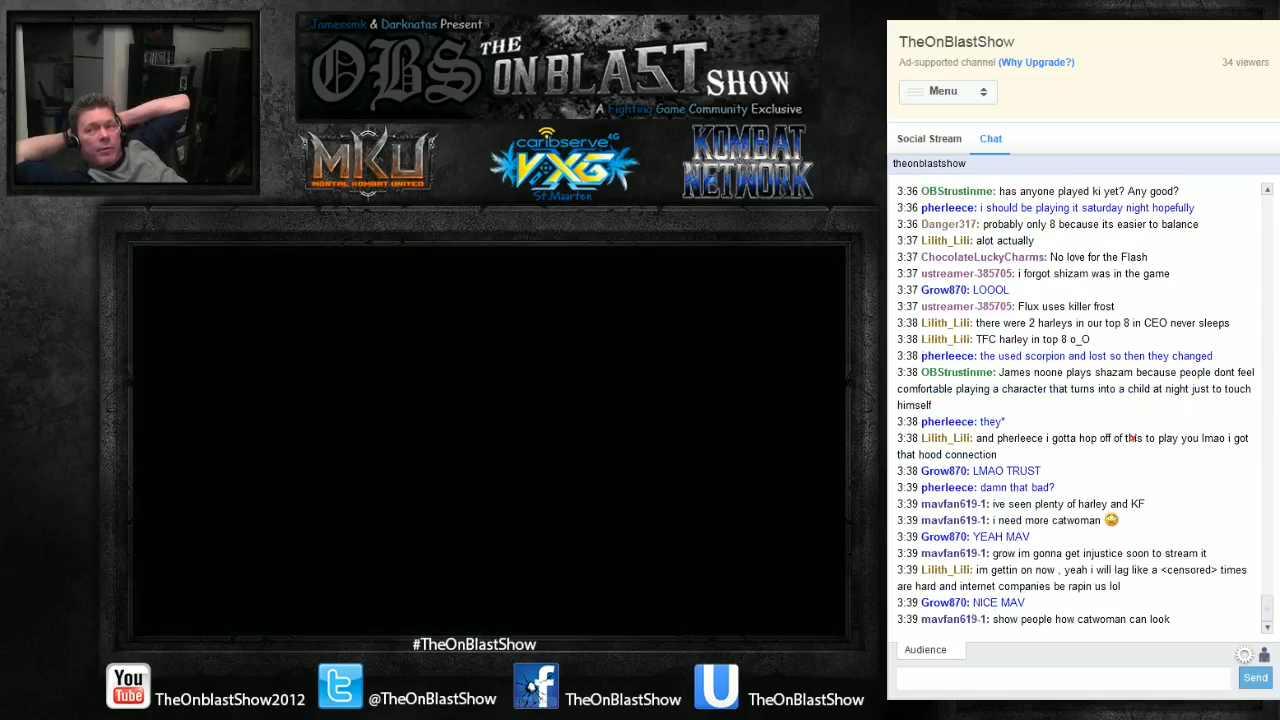 Jamessmk & Darknatas Present
OBS THE ON BLAST SHOW
A Fighting Game Community Exclusive
MKU
MORTAL KOMBAT UNITED
caribserve 4G
VXG
St.Maarten
KOMBAT
NETWORK
#TheOnBlastShow
You
Tube
TheOnblastShow2012
@TheOnBlastShow
TheOnBlastShow
TheOnBlastShow
TheOnBlastShow
Ad-supported channel (Why Upgrade?)
34 viewers
Menu
Social Stream
Chat
theonblastshow
3:36 OBStrustinme: has anyone played ki yet? Any good?
3:36 pherleece: i should be playing it saturday night hopefully
3:36 Danger317: probably only 8 because its easier to balance
3:37 Lilith_Lili: alot actually
3:37 ChocolateLuckyCharms: No love for the Flash
3:37 ustreamer-385705: i forgot shizam was in the game
3:37 Grow870: LOOOL
3:37 ustreamer-385705: Flux uses killer frost
3:38 Lilith_Lili: there were 2 harleys in our top 8 in CEO never sleeps
3:38 Lilith_Lili: TFC harley in top 8 o_O
3:38 pherleece: the used scorpion and lost so then they changed
3:38 OBStrustinme: James noone plays shazam because people dont feel
comfortable playing a character that turns into a child at night just to touch
himself
3:38 pherleece: they*
3:38 Lilith_Lili: and pherleece i gotta hop off of this to play you lmao i got
that hood connection
3:38 Grow870: LMAO TRUST
3:39 pherleece: damn that bad?
3:39 mavfan619-1: ive seen plenty of harley and KF
3:39 mavfan619-1: i need more catwoman
3:39 Grow870: YEAH MAV
3:39 mavfan619-1: grow im gonna get injustice soon to stream it
3:39 Lilith_Lili: im gettin on now , yeah i will lag like a <censored> times
are hard and internet companies be rapin us lol
3:39 Grow870: NICE MAV
3:39 mavfan619-1: show people how catwoman can look
Audience
Send